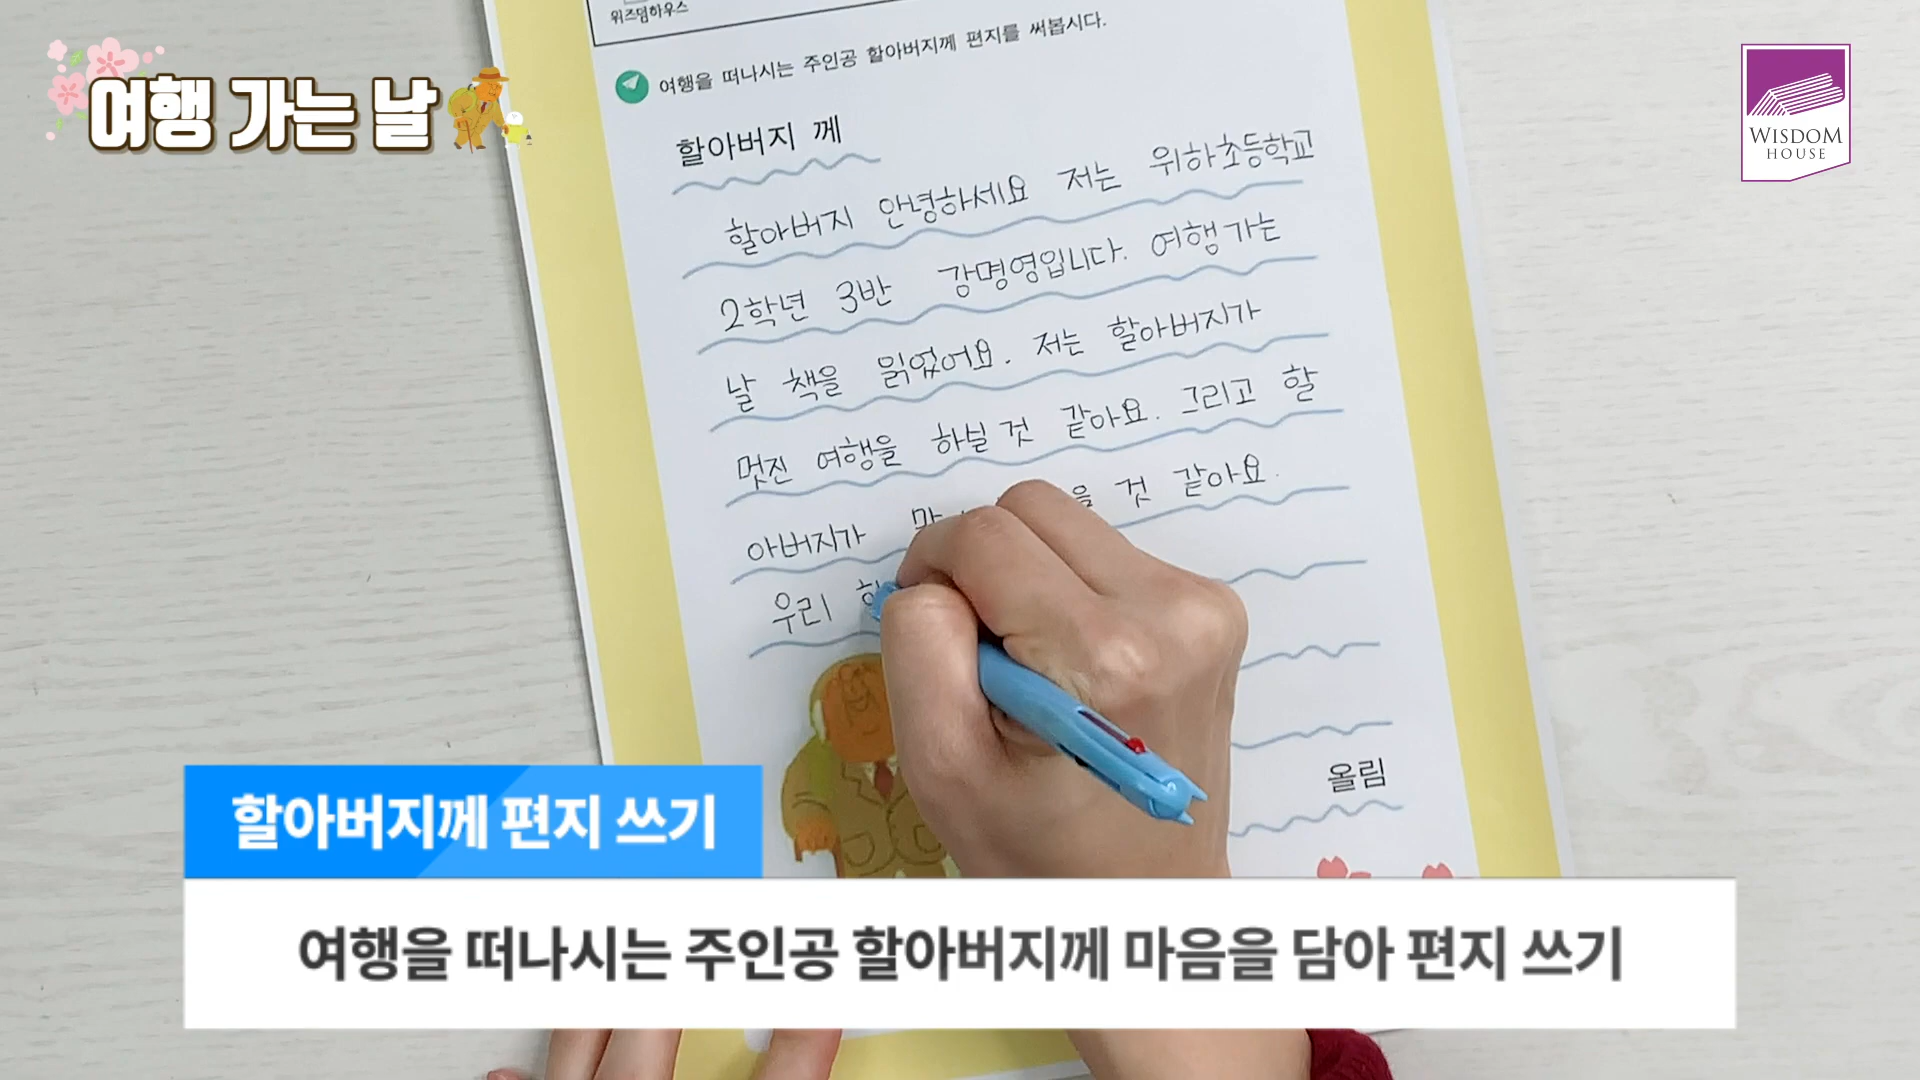 위즈덤하우스
여행을 떠나시는 주인공 할아버지께 편지를 써봅시다.
여행 가는 날
WISDOM
HOUSE
할아버지 께
할아버지 안녕하세요 저는 위하초등학교
2학년 3반 강명영입니다. 여행가는
날 책을 읽었어요. 저는 할아버지가
멋진 여행을 하실 것 같아요. 그리고 할
아버지가 것 같아요.
우리
올림
할아버지께 편지 쓰기
여행을 떠나시는 주인공 할아버지께 마음을 담아 편지 쓰기